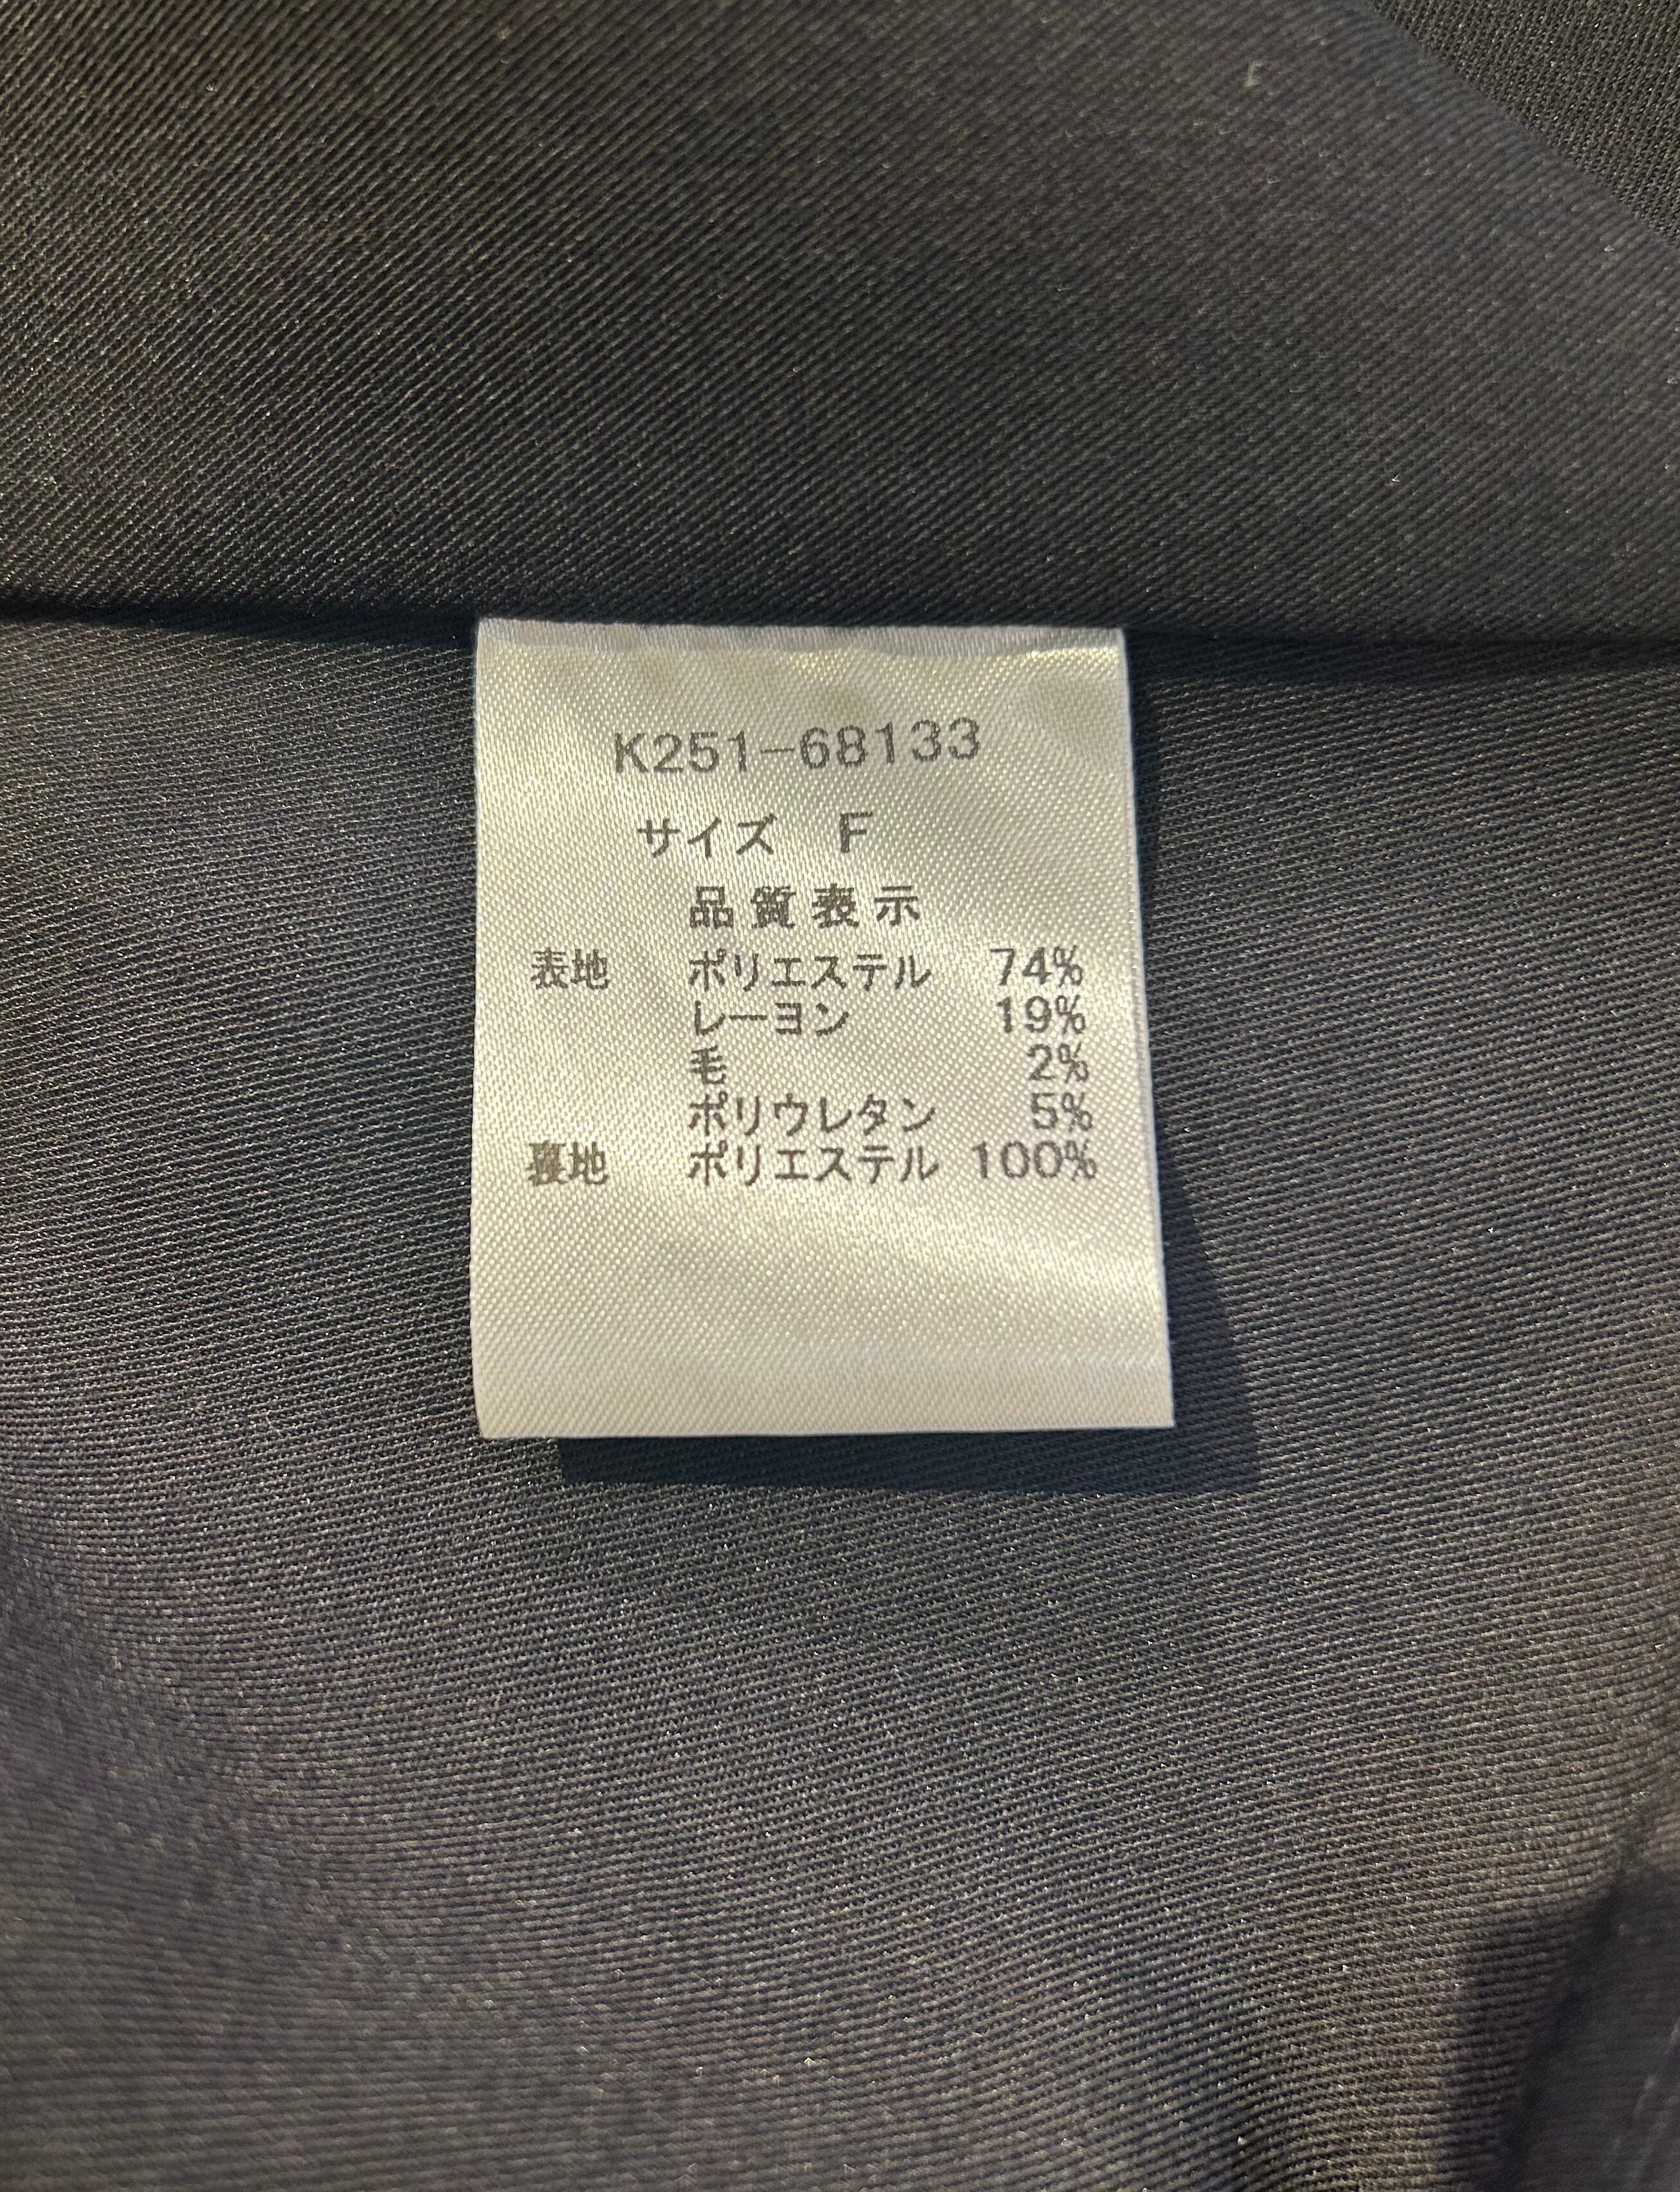 K251-68133
サイズ F
品質表示
表地 ポリエステル 74%
レーヨン 19%
毛 2%
ポリウレタン 5%
裏地 ポリエステル 100%